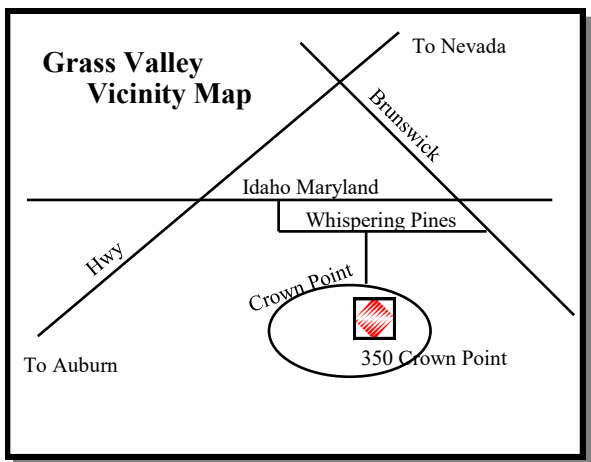 Grass Valley
Vicinity Map
To Nevada
Brunswick
Idaho Maryland
Whispering Pines
Hwy
Crown Point
350 Crown Point
To Auburn